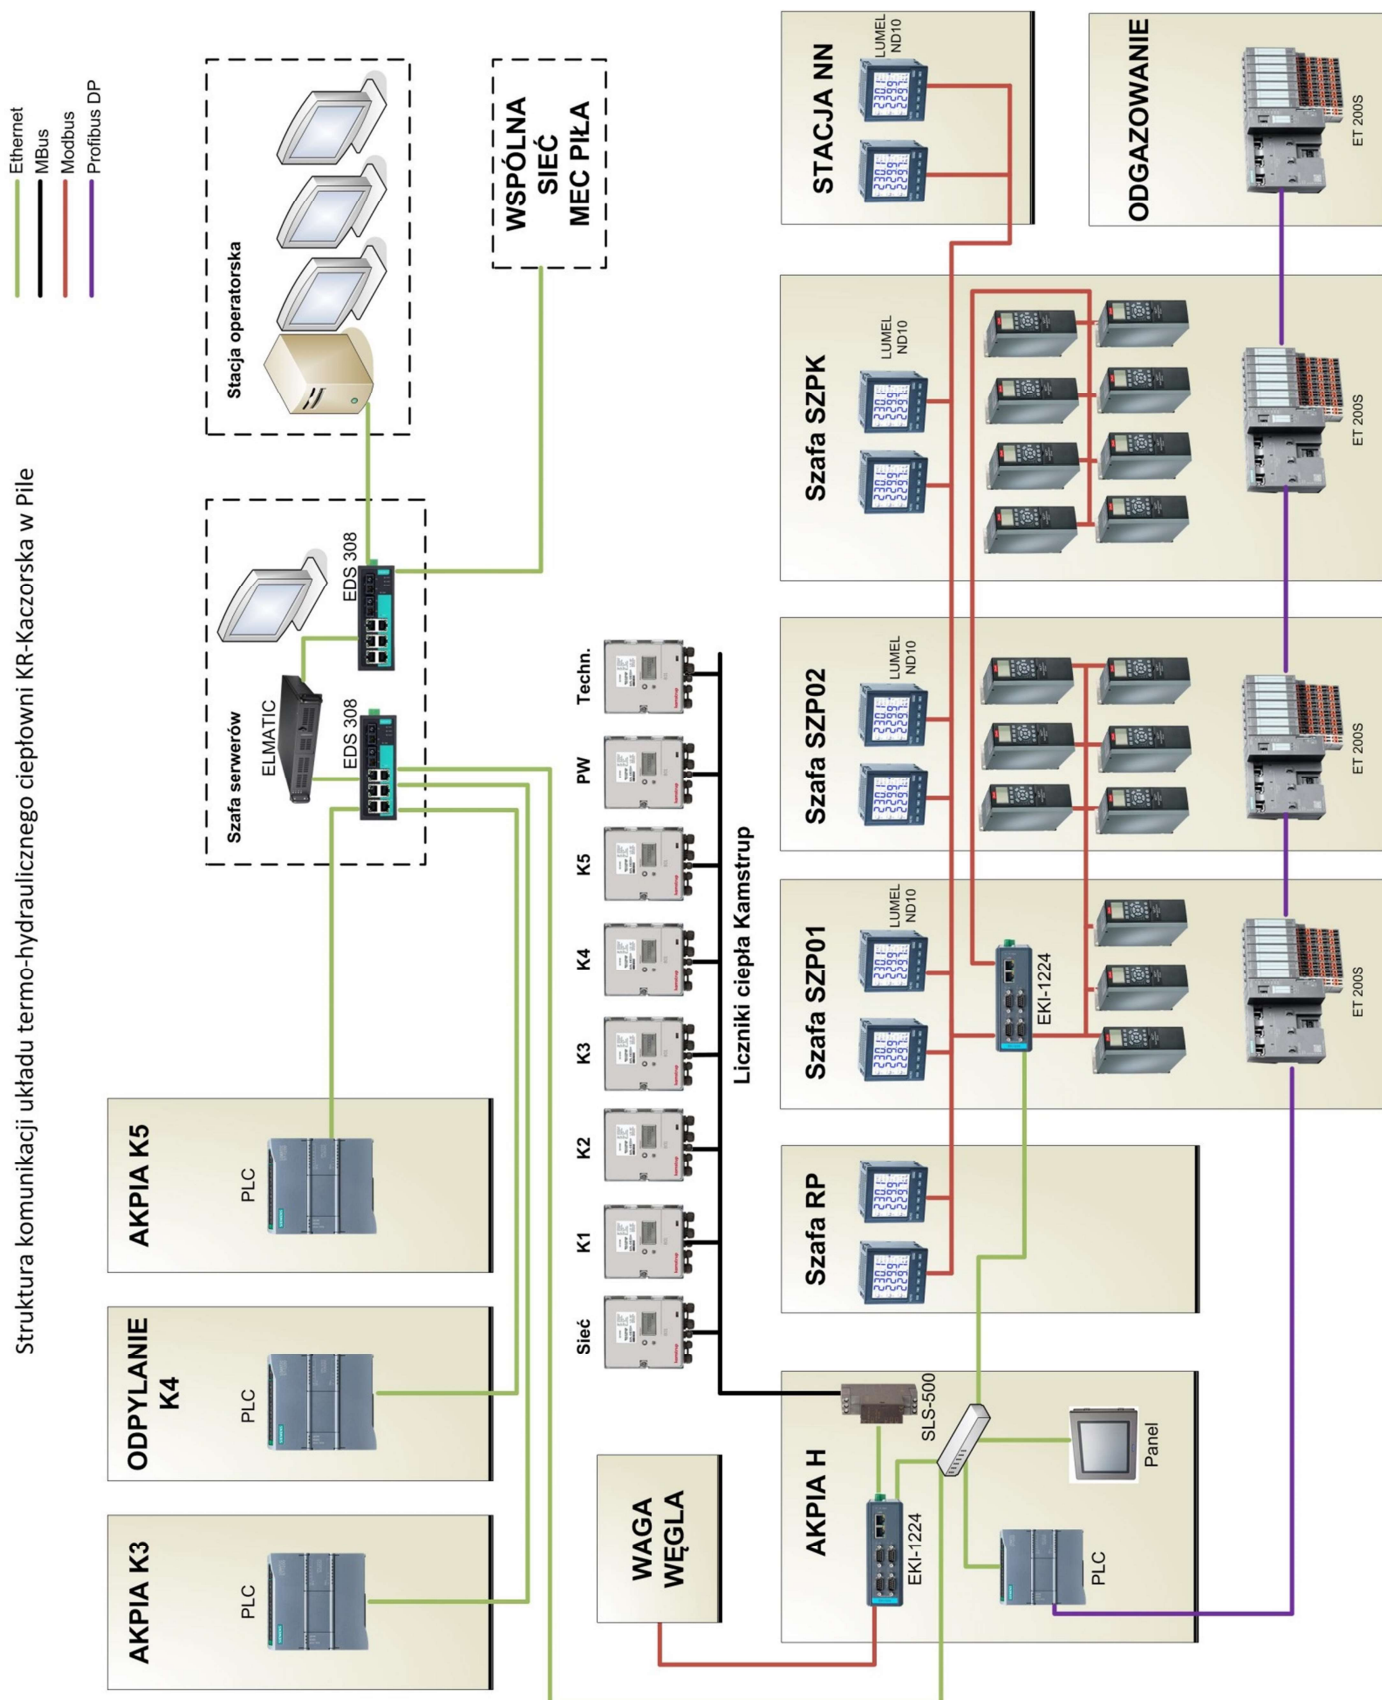 Struktura komunikacji układu termo-hydraulicznego ciepłowni KR-Kaczorska w Pile
Ethernet
MBus
Modbus
Profibus DP
AKPIA K3
PLC
ODPYLANIE
K4
PLC
AKPIA K5
PLC
Szafa serwerów
ELMATIC
EDS 308
EDS 308
Stacja operatorska
WSPÓLNA
SIEĆ
MEC PIŁA
Sieć
K1
K2
K3
K4
K5
PW
Techn.
Liczniki ciepła Kamstrup
WAGA
WĘGLA
AKPIA H
EKI-1224
SLS-500
PLC
Panel
Szafa RP
Szafa SZP01
LUMEL
ND10
EKI-1224
ET 200S
Szafa SZP02
LUMEL
ND10
ET 200S
Szafa SZPK
LUMEL
ND10
ET 200S
STACJA NN
LUMEL
ND10
ODGAZOWANIE
ET 200S